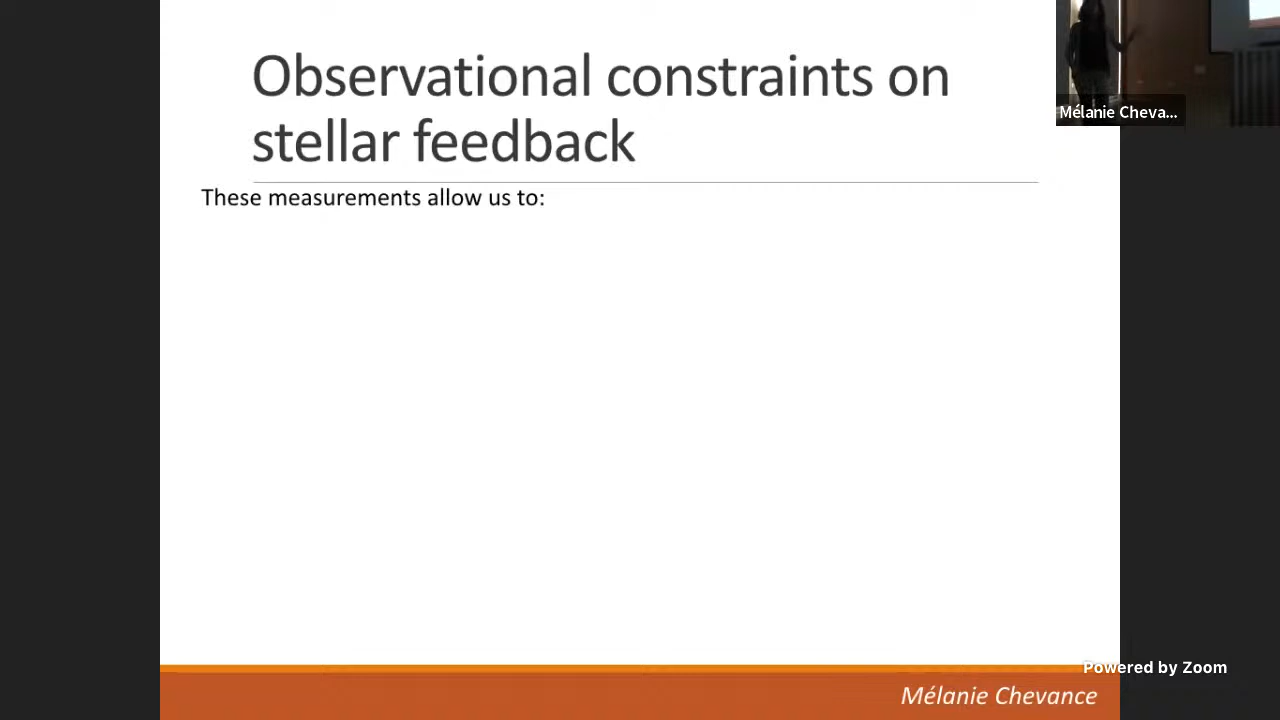 Observational constraints on
stellar feedback
Mélanie Cheva...
These measurements allow us to:
Powered by Zoom
Mélanie Chevance